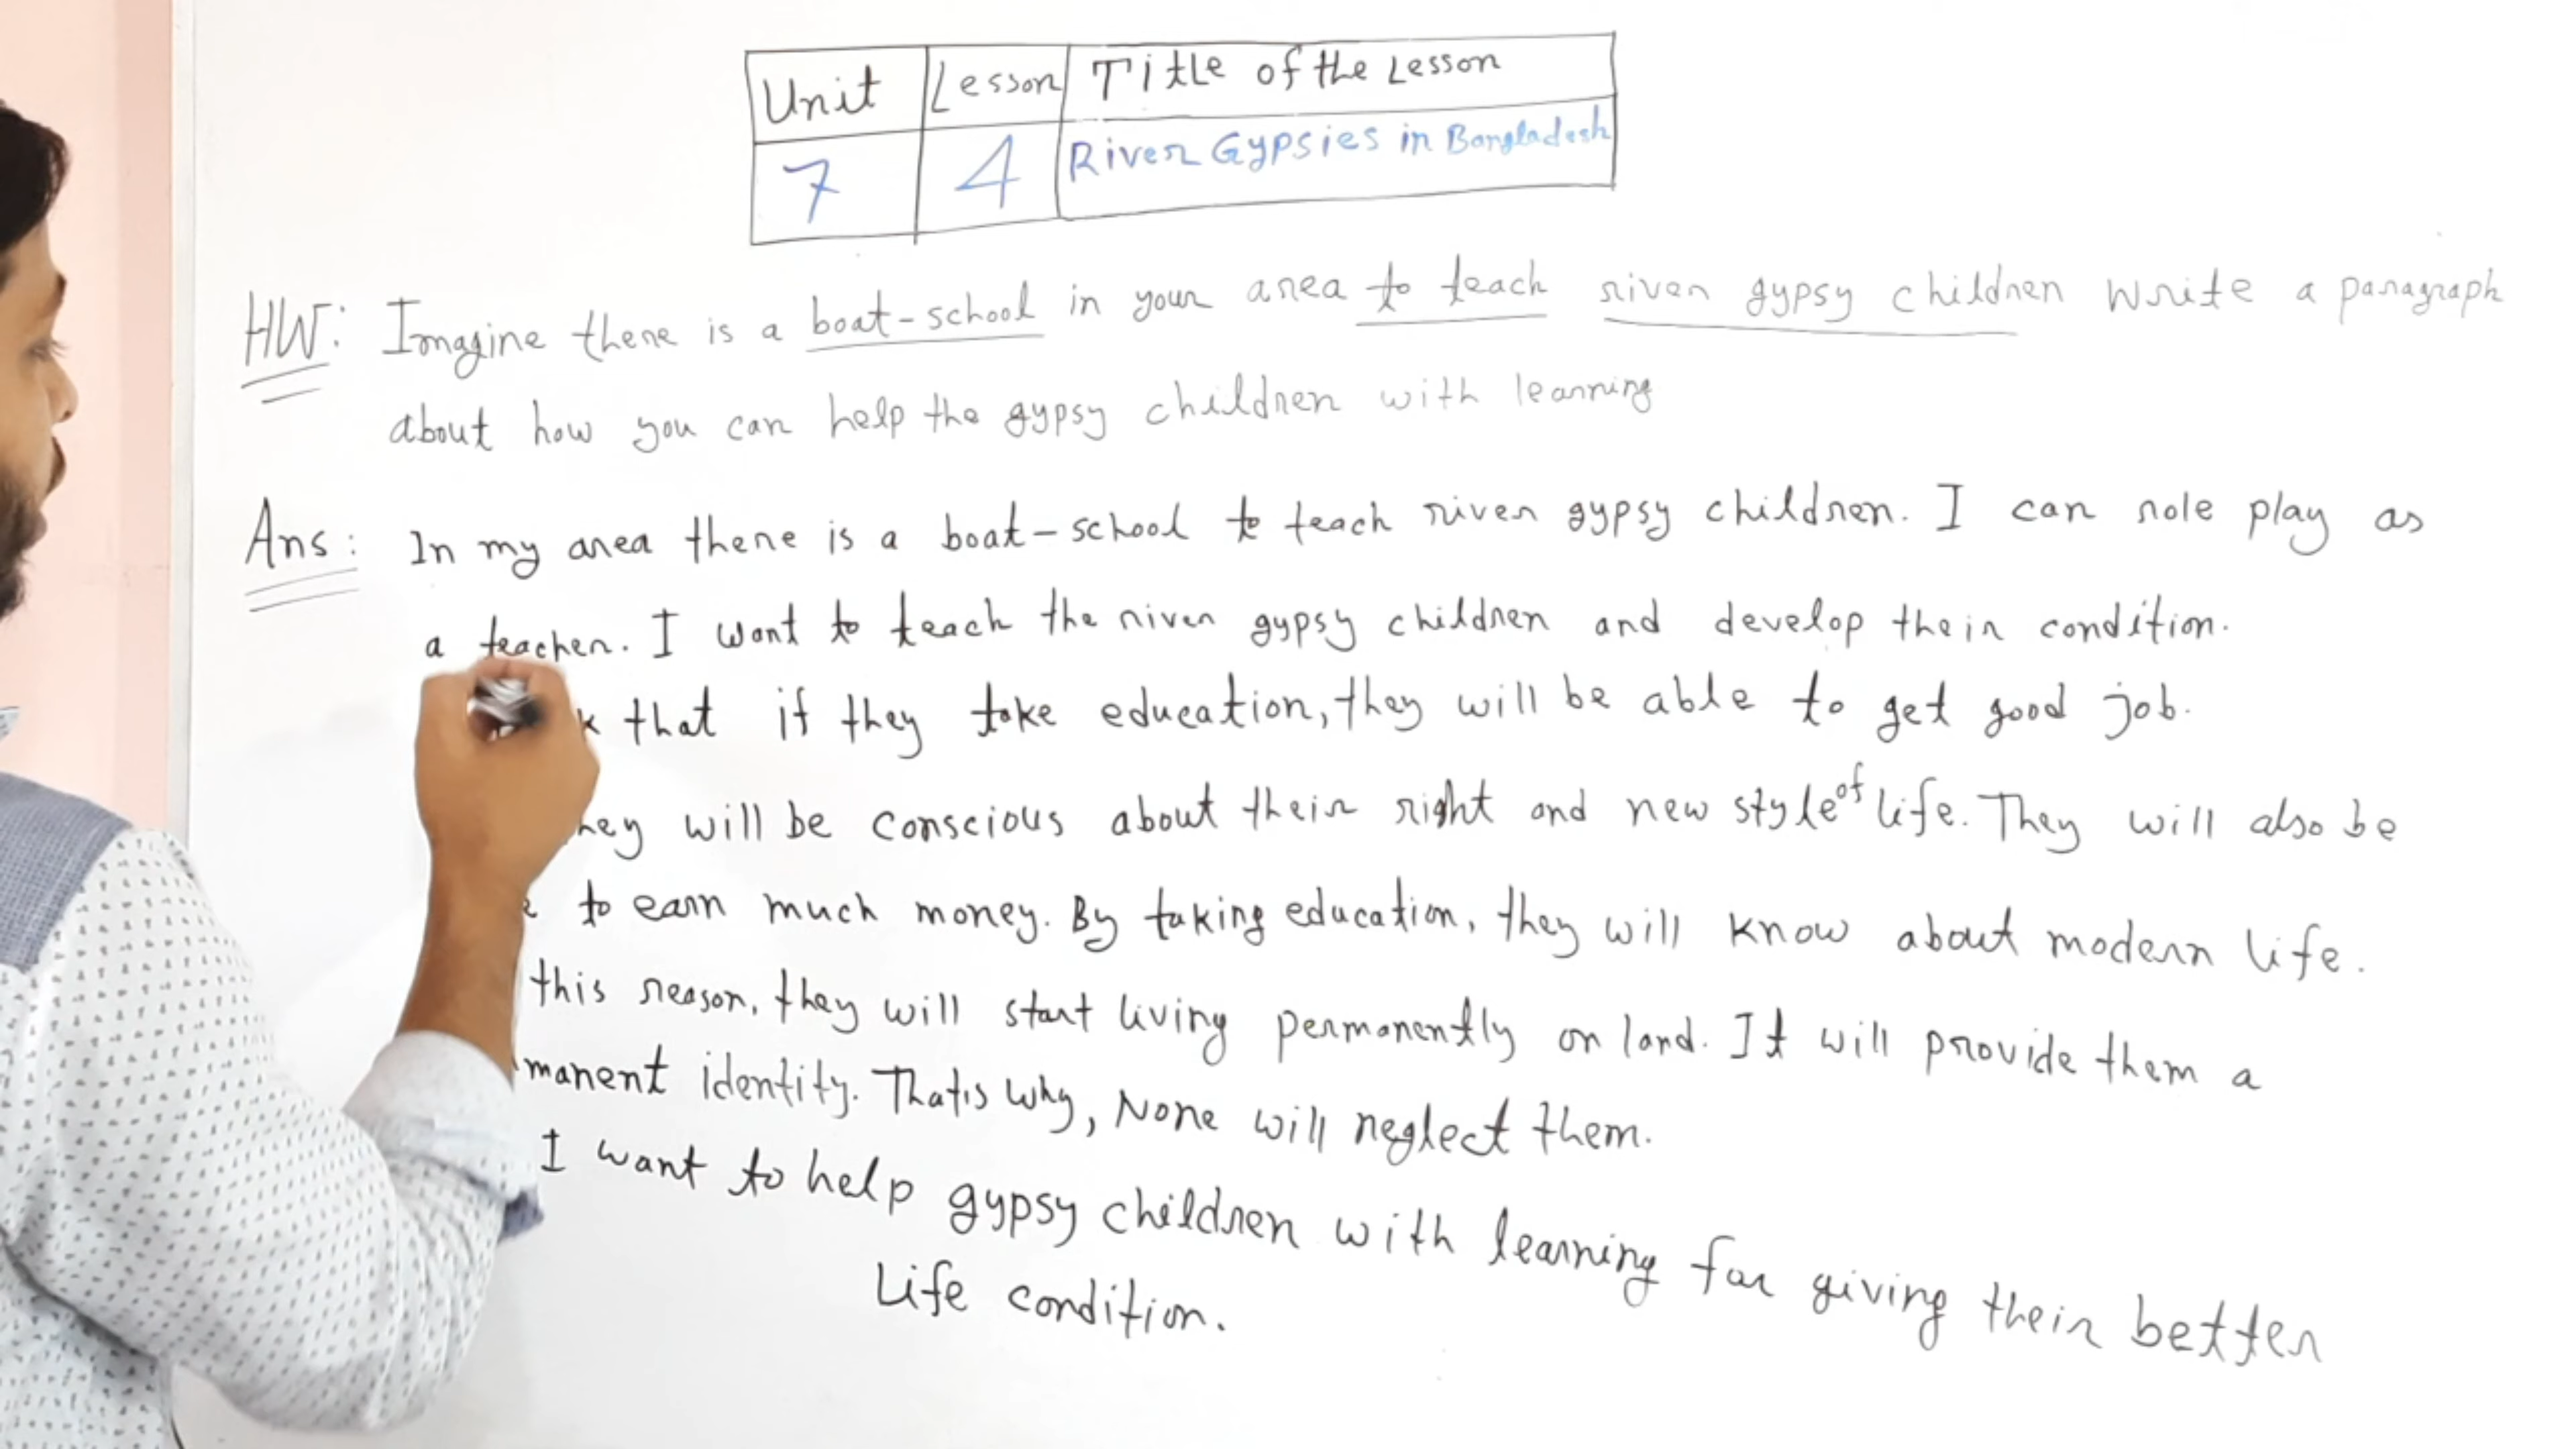 Unit Lesson Title of the Lesson
7 4 River Gypsies in Bangladesh
HW: Imagine there is a boat-school in your area to teach river gypsy children Write a paragraph
about how you can help the gypsy children with learning
Ans: In my area there is a boat-school to teach river gypsy children. I can role play as
a teacher. I want to teach the river gypsy children and develop their condition.
that if they take education, they will be able to get good job.
will be conscious about their right and new style of life. They will also be
to earn much money. By taking education, they will know about modern life.
this reason, they will start living permanently on land. It will provide them a
identity. That's why, None will neglect them.
I want to help gypsy children with learning for giving their better
Life condition.